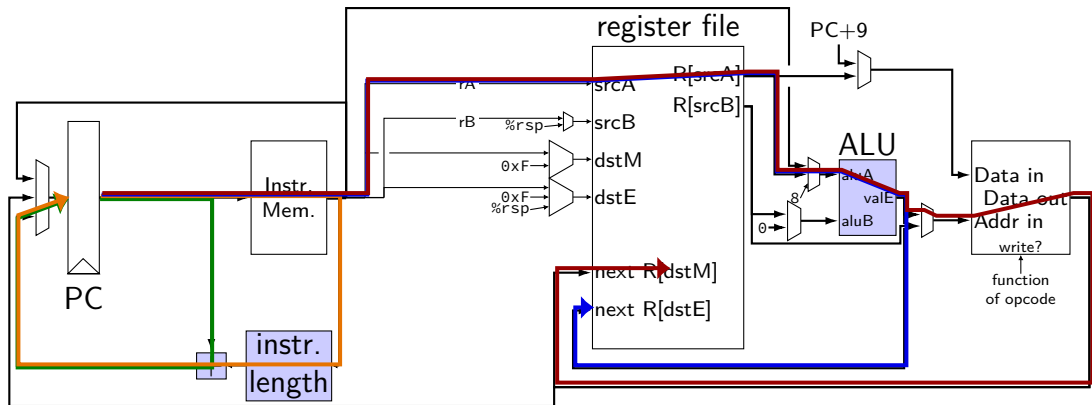 register file
PC+9
R[srcA]
rA
srcA
R[srcB]
rB
%rsp
srcB
ALU
Instr.
Mem.
0xF
dstM
0xF
%rsp
dstE
aluA
valE
8
aluB
0
Data in
Data out
Addr in
write?
function
of opcode
PC
next R[dstM]
next R[dstE]
+
instr.
length